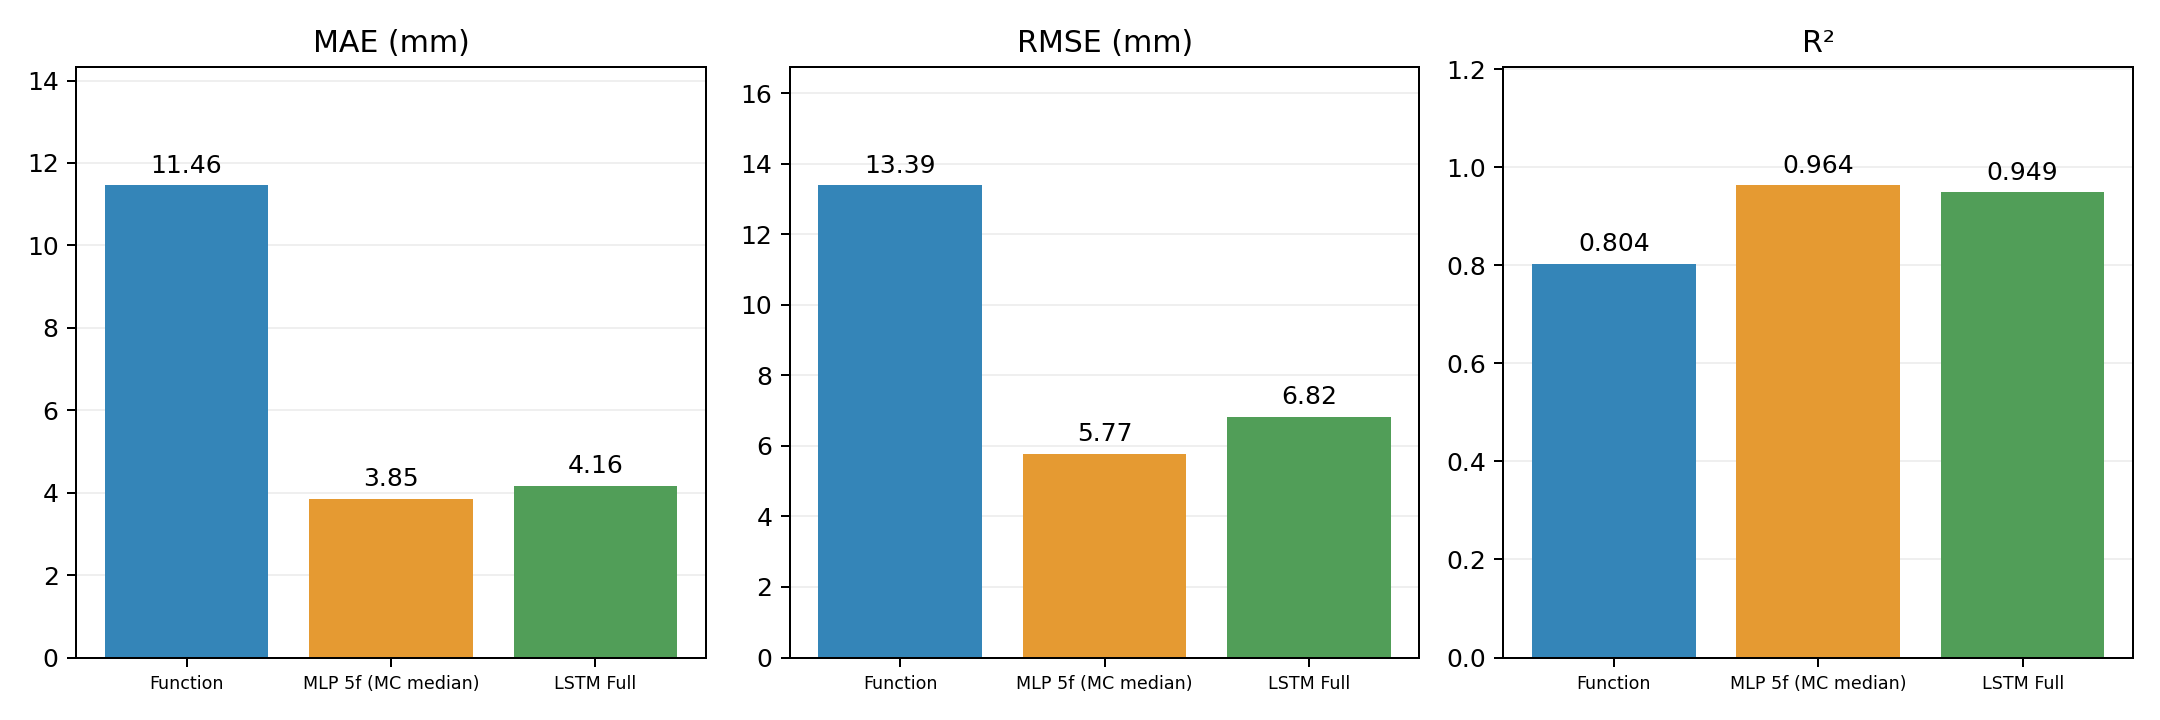 MAE (mm)
14
12
10
8
6
4
2
0
11.46
3.85
4.16
Function
MLP 5f (MC median)
LSTM Full
RMSE (mm)
16
14
12
10
8
6
4
2
0
13.39
5.77
6.82
Function
MLP 5f (MC median)
LSTM Full
R²
1.2
1.0
0.8
0.6
0.4
0.2
0.0
0.804
0.964
0.949
Function
MLP 5f (MC median)
LSTM Full